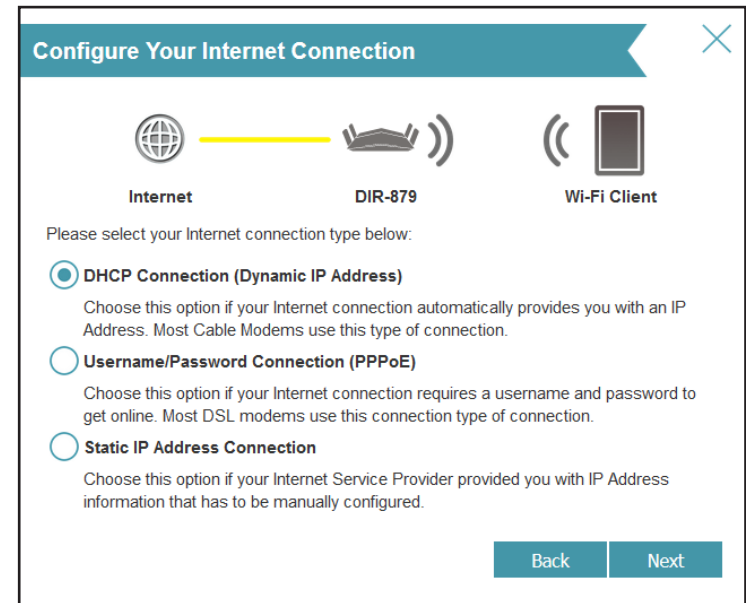 Configure Your Internet Connection
Internet DIR-879 Wi-Fi Client
Please select your Internet connection type below:
DHCP Connection (Dynamic IP Address)
Choose this option if your Internet connection automatically provides you with an IP
Address. Most Cable Modems use this type of connection.
Username/Password Connection (PPPoE)
Choose this option if your Internet connection requires a username and password to
get online. Most DSL modems use this connection type of connection.
Static IP Address Connection
Choose this option if your Internet Service Provider provided you with IP Address
information that has to be manually configured.
Back Next